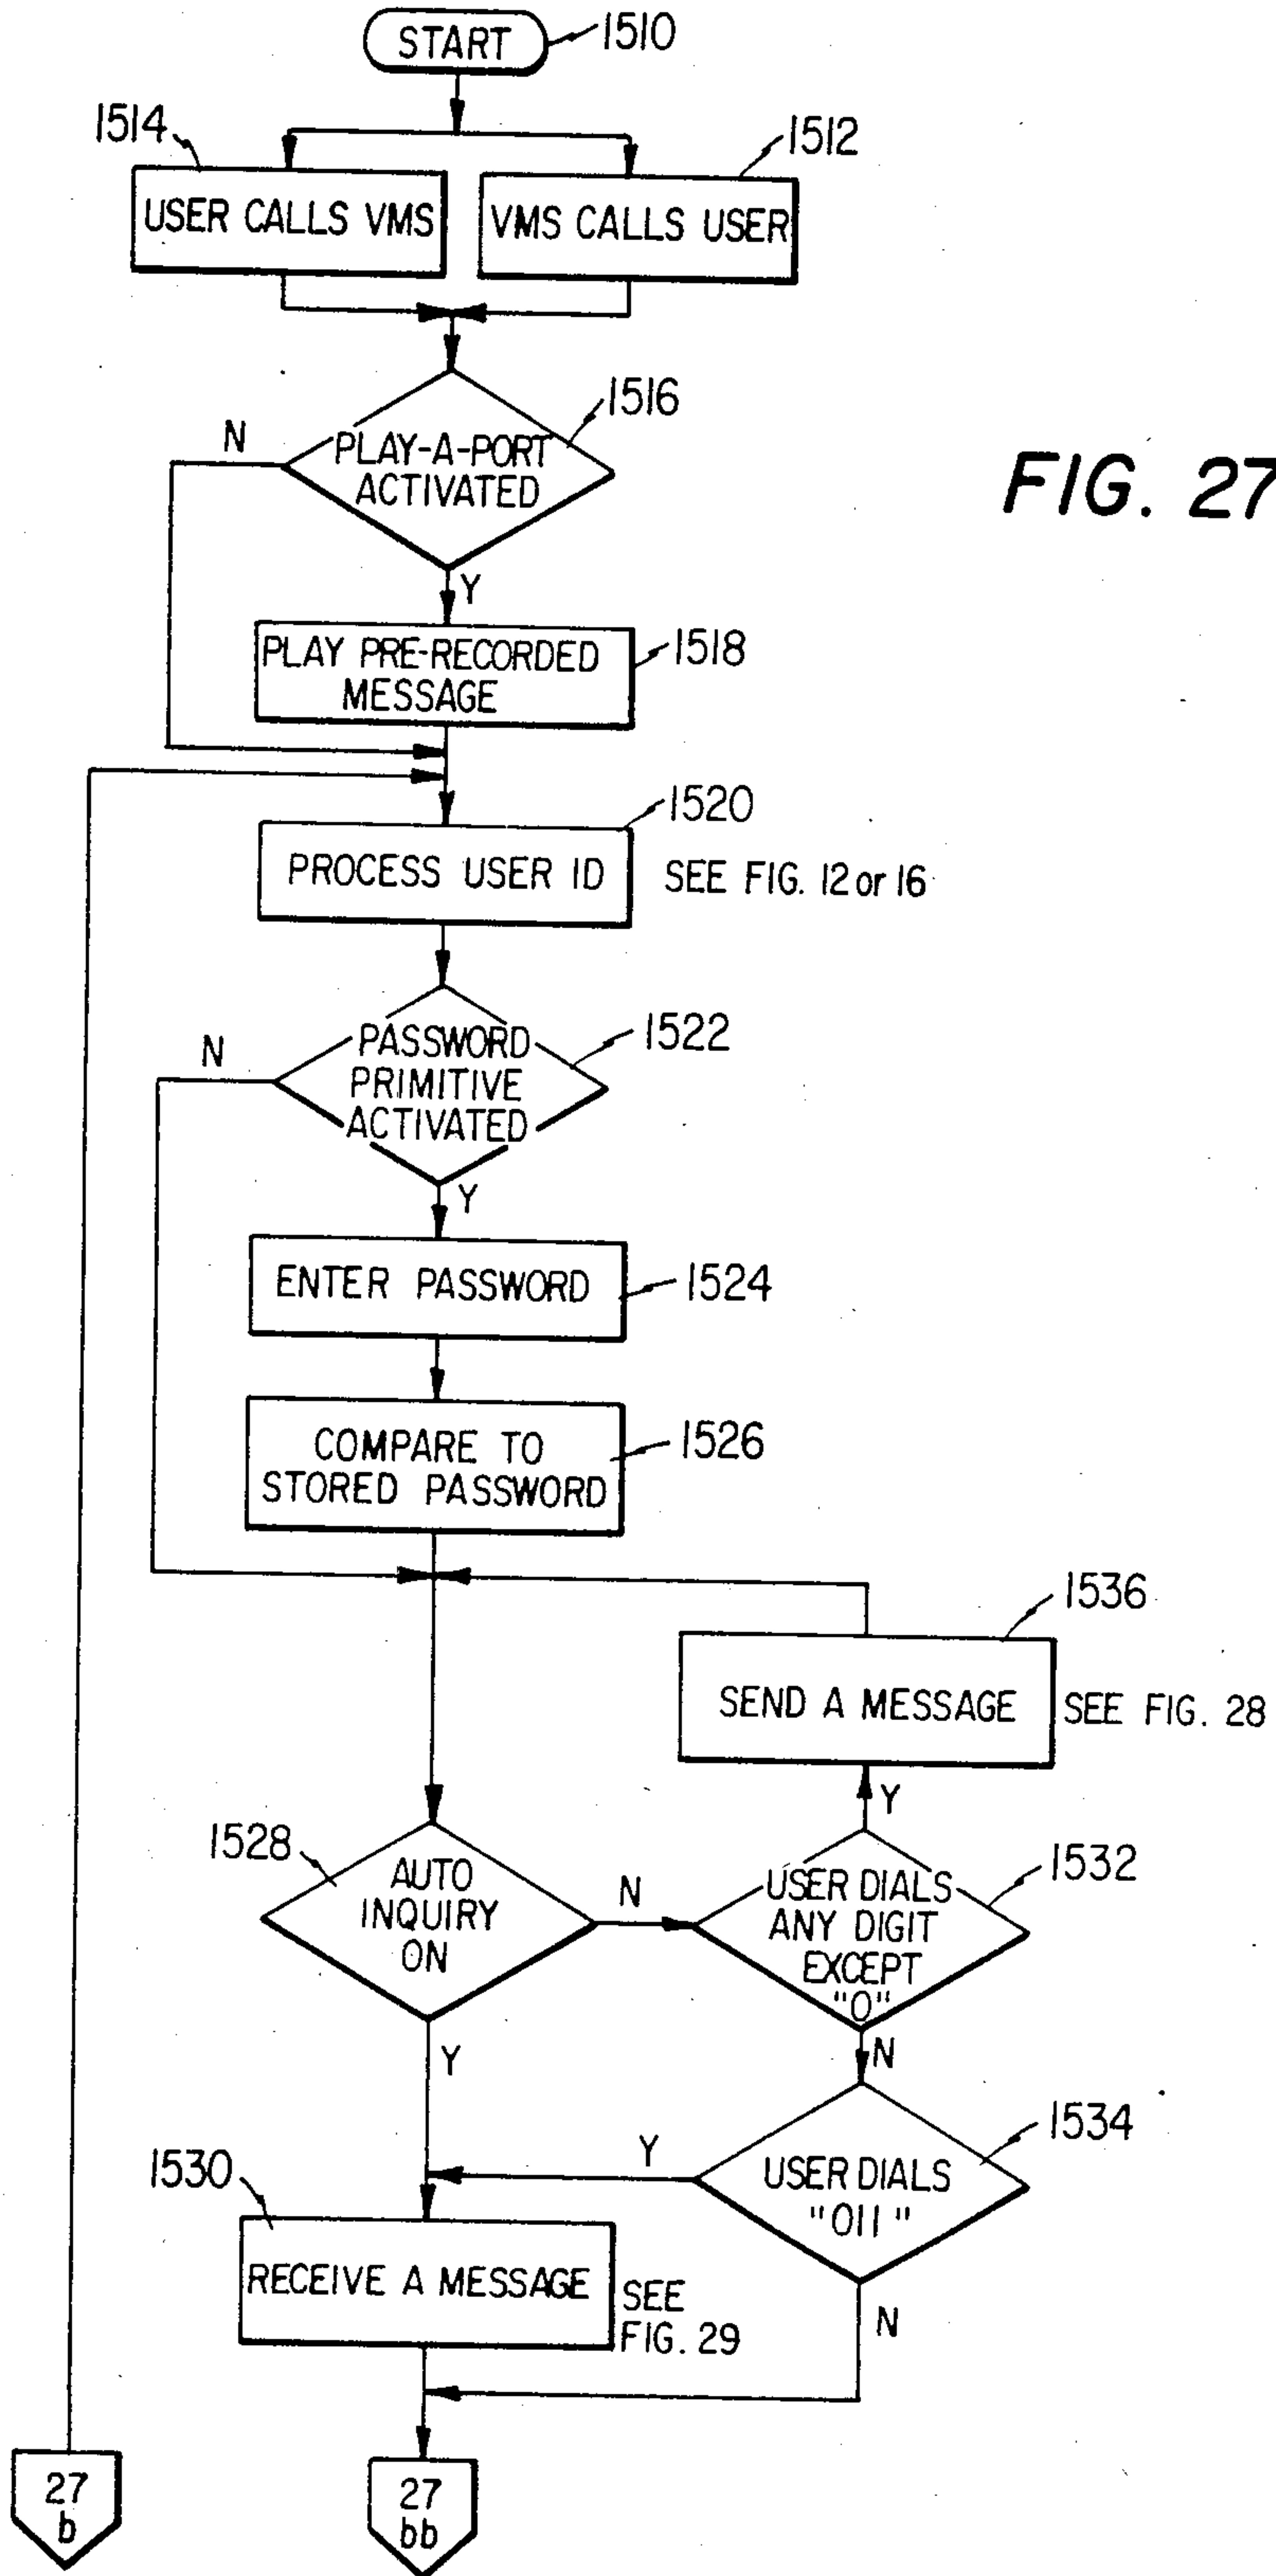 START
1510
1514
1512
USER CALLS VMS
VMS CALLS USER
1516
N
PLAY-A-PORT
ACTIVATED
FIG. 27
Y
PLAY PRE-RECORDED
MESSAGE
1518
1520
PROCESS USER ID
SEE FIG. 12 or 16
1522
N
PASSWORD
PRIMITIVE
ACTIVATED
Y
ENTER PASSWORD
1524
COMPARE TO
STORED PASSWORD
1526
1536
SEND A MESSAGE
SEE FIG. 28
Y
1528
AUTO
INQUIRY
ON
N
1532
USER DIALS
ANY DIGIT
EXCEPT
"0"
Y
N
1534
Y
USER DIALS
"011"
1530
RECEIVE A MESSAGE
SEE
FIG. 29
N
27
b
27
bb